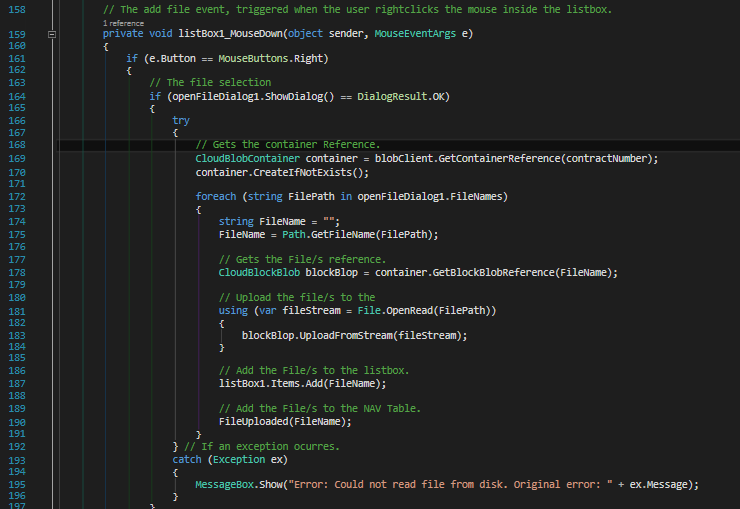 158 // The add file event, triggered when the user rightclicks the mouse inside the listbox.
1 reference
159 private void listBox1_MouseDown(object sender, MouseEventArgs e)
160 {
161 if (e.Button == MouseButtons.Right)
162 {
163 // The file selection
164 if (openFileDialog1.ShowDialog() == DialogResult.OK)
165 {
166 try
167 {
168 // Gets the container Reference.
169 CloudBlobContainer container = blobClient.GetContainerReference(contractNumber);
170 container.CreateIfNotExists();
171
172 foreach (string FilePath in openFileDialog1.FileNames)
173 {
174 string FileName = "";
175 FileName = Path.GetFileName(FilePath);
176
177 // Gets the File/s reference.
178 CloudBlockBlob blockBlop = container.GetBlockBlobReference(FileName);
179
180 // Upload the file/s to the
181 using (var fileStream = File.OpenRead(FilePath))
182 {
183 blockBlop.UploadFromStream(fileStream);
184 }
185
186 // Add the File/s to the listbox.
187 listBox1.Items.Add(FileName);
188
189 // Add the File/s to the NAV Table.
190 FileUploaded(FileName);
191 }
192 } // If an exception ocurres.
193 catch (Exception ex)
194 {
195 MessageBox.Show("Error: Could not read file from disk. Original error: " + ex.Message);
196 }
197 }